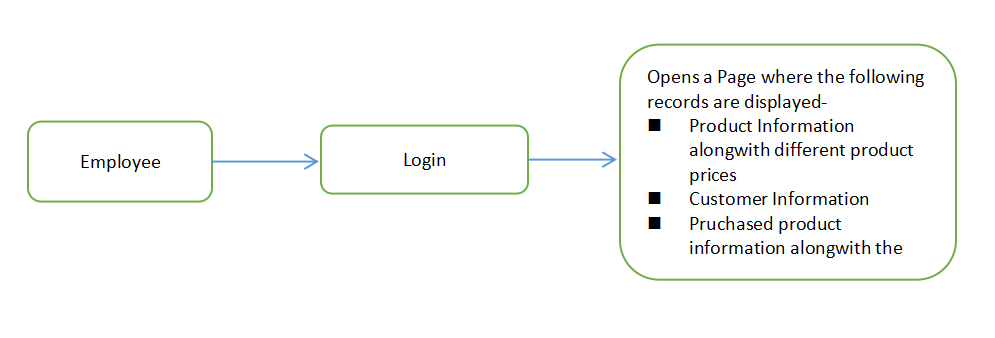 Employee
Login
Opens a Page where the following
records are displayed-
■ Product Information
alongwith different product
prices
■ Customer Information
■ Pruchased product
information alongwith the